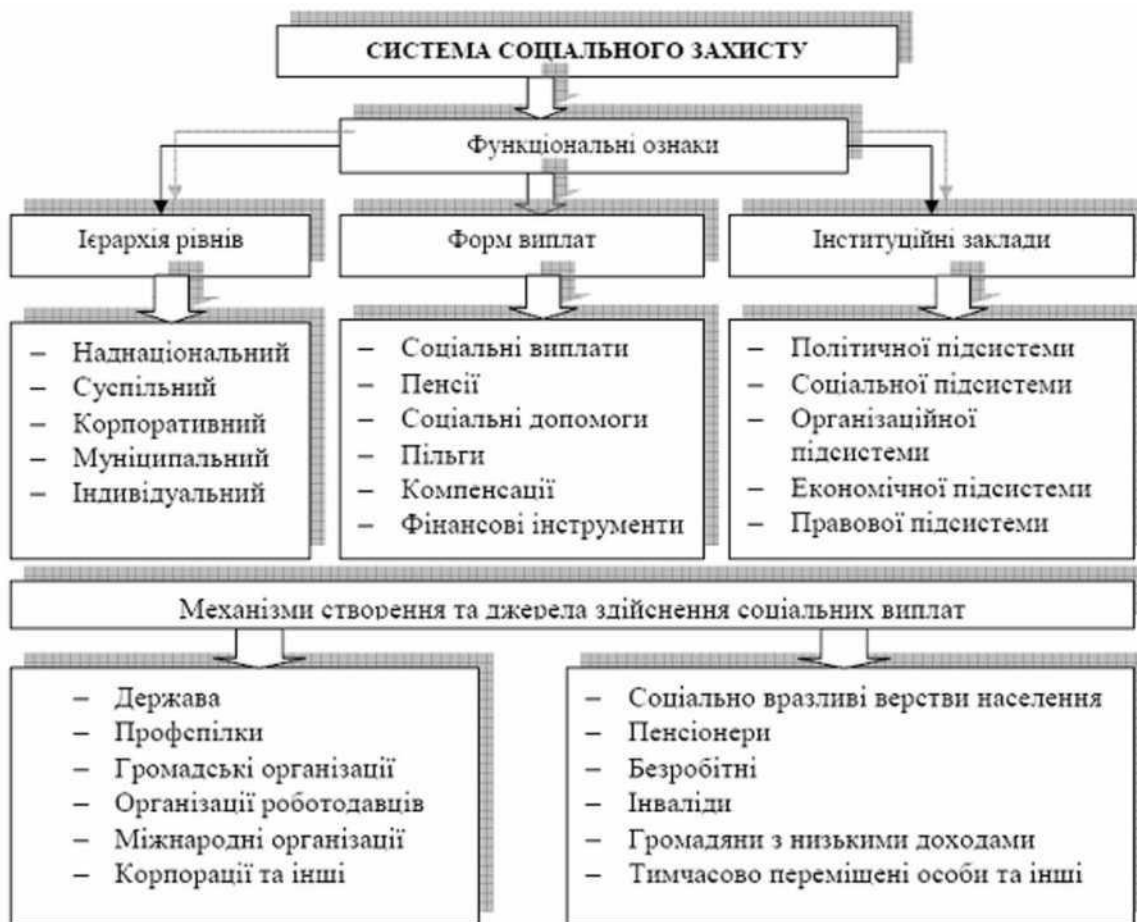 СИСТЕМА СОЦІАЛЬНОГО ЗАХИСТУ
Функціональні ознаки
Ієрархія рівнів
Форм виплат
Інституційні заклади
– Наднаціональний
– Суспільний
– Корпоративний
– Муніципальний
– Індивідуальний
– Соціальні виплати
– Пенсії
– Соціальні допомоги
– Пільги
– Компенсації
– Фінансові інструменти
– Політичної підсистеми
– Соціальної підсистеми
– Організаційної
підсистеми
– Економічної підсистеми
– Правової підсистеми
Механізми створення та джерела здійснення соціальних виплат
– Держава
– Профспілки
– Громадські організації
– Організації роботодавців
– Міжнародні організації
– Корпорації та інші
– Соціально вразливі верстви населення
– Пенсіонери
– Безробітні
– Інваліди
– Громадяни з низькими доходами
– Тимчасово переміщені особи та інші